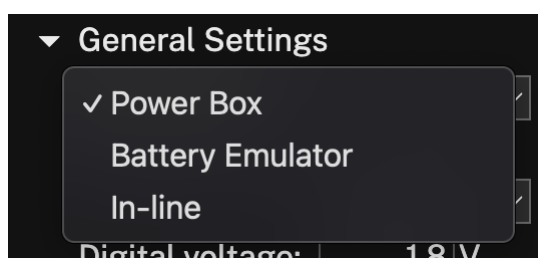 General Settings
✓ Power Box
Battery Emulator
In-line
Digital voltage: 1.8 V